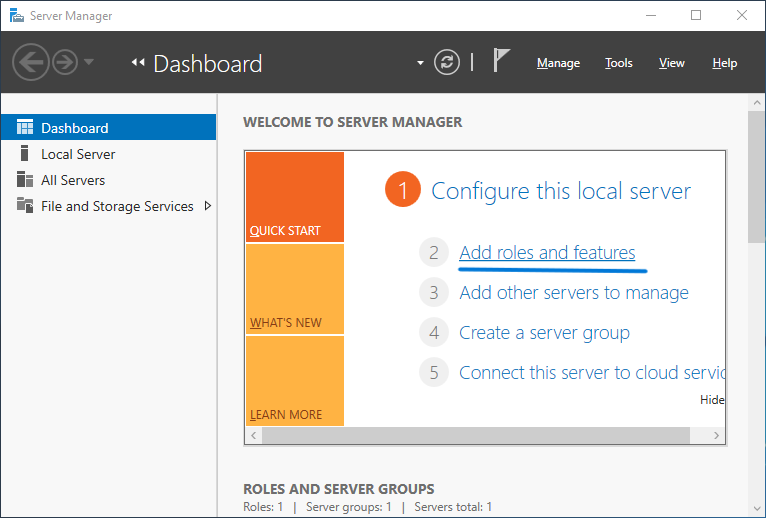 Server Manager
Dashboard
Manage Tools View Help
Dashboard
Local Server
All Servers
File and Storage Services
WELCOME TO SERVER MANAGER
QUICK START
WHAT'S NEW
LEARN MORE
1 Configure this local server
2 Add roles and features
3 Add other servers to manage
4 Create a server group
5 Connect this server to cloud servic
Hide
ROLES AND SERVER GROUPS
Roles: 1 | Server groups: 1 | Servers total: 1